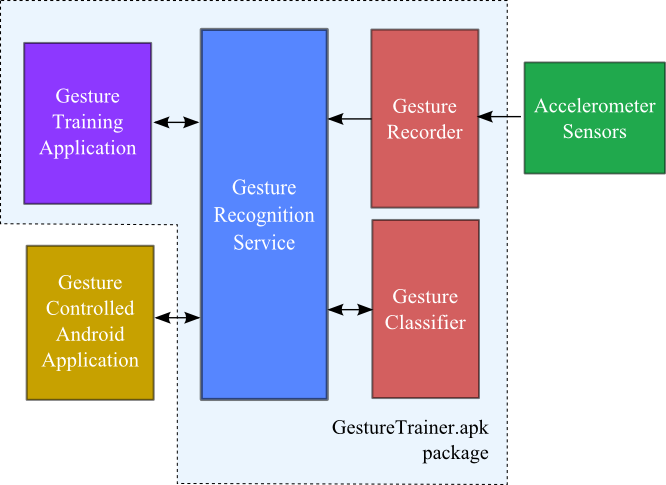 Gesture
Training
Application
Gesture
Controlled
Android
Application
Gesture
Recognition
Service
Gesture
Recorder
Gesture
Classifier
Accelerometer
Sensors
GestureTrainer.apk
package